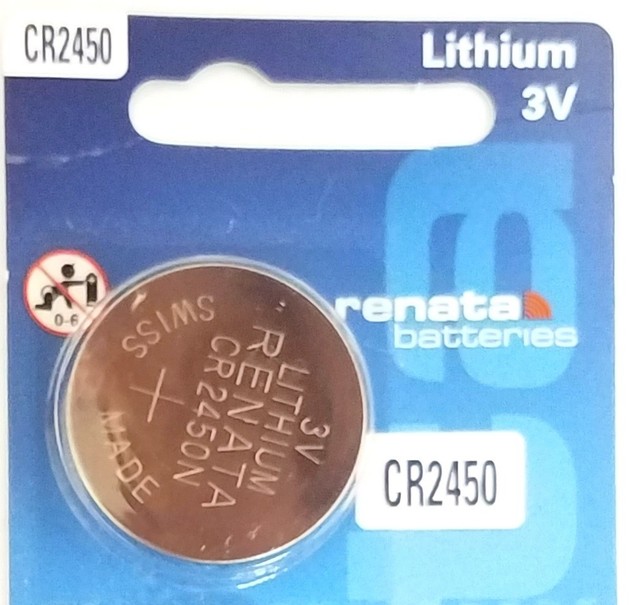 CR2450
Lithium
3V
0-6
renata
batteries
SWISS
MADE
3V
LITHIUM
RENATA
CR2450N
+
CR2450